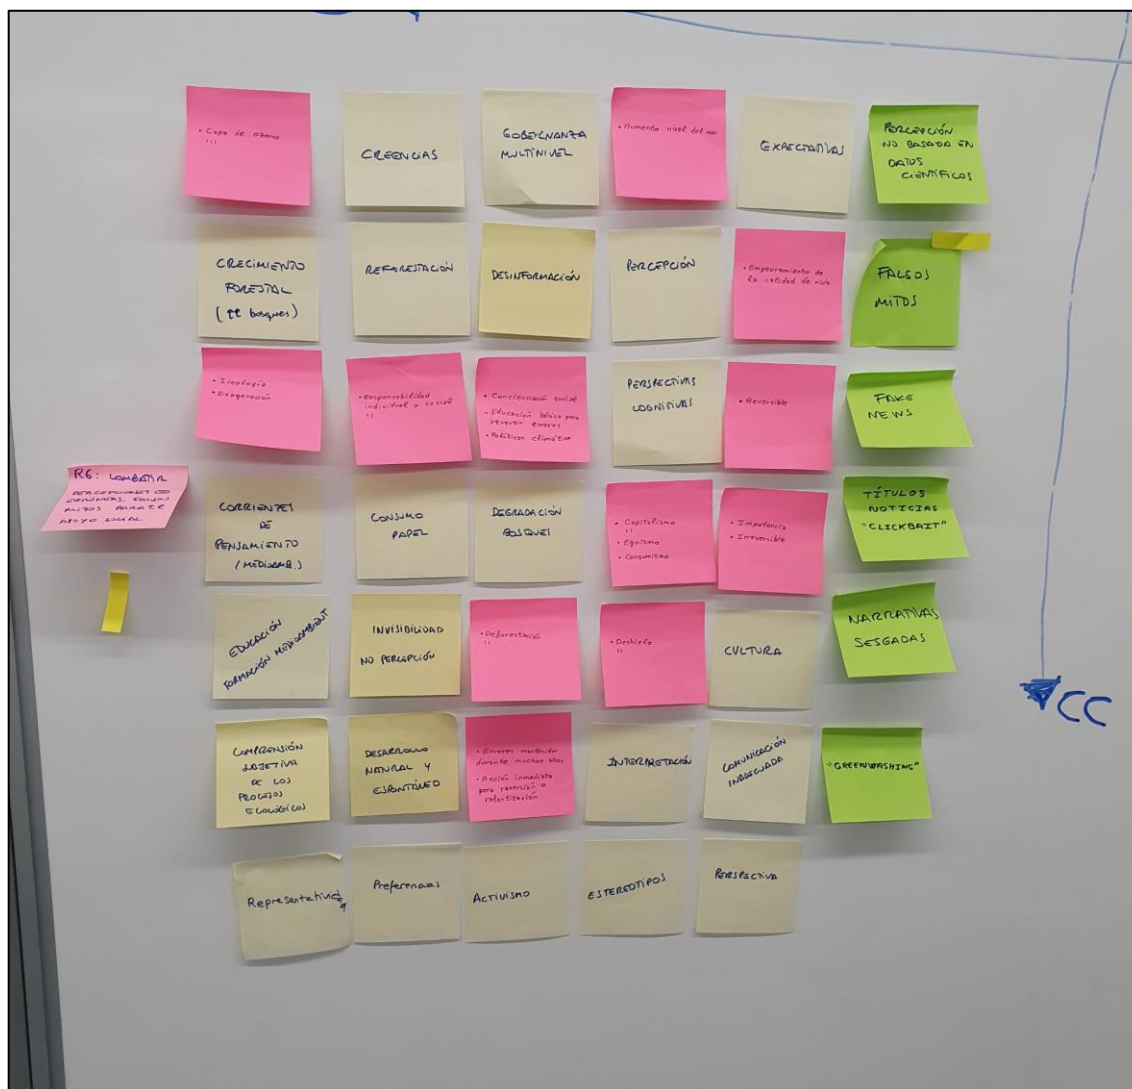 • Capa de ozono
!!!
CREENCIAS
GOBERNANZA
MULTINIVEL
• Aumento nivel del mar
EXPECTATIVAS
PERCEPCIÓN
NO BASADA EN
DATOS
CIENTÍFICOS
CRECIMIENTO
FORESTAL
(↑↑ bosques)
REFORESTACIÓN
DESINFORMACIÓN
PERCEPCIÓN
• Empeoramiento de
la calidad de vida
FALSOS
MITOS
• Ideología
• Exageración
• Responsabilidad
individual y social
!!
• Concienciación social
• Educación básica para
revertir errores
• Políticas climáticas
PERSPECTIVAS
COGNITIVAS
• Reversible
FAKE
NEWS
R6: COMBATIR
PERCEPCIONES
ERRÓNEAS, FALSOS
MITOS PARA
APOYO SOCIAL
CORRIENTES
DE
PENSAMIENTO
(MEDIOAMB.)
CONSUMO
PAPEL
DEGRADACIÓN
BOSQUES
• Capitalismo
!!
• Egoísmo
• Consumismo
• Impotencia
• Irreversible
TÍTULOS
NOTICIAS
"CLICKBAIT"
EDUCACIÓN
FORMACIÓN MEDIOAMBIENT
INVISIBILIDAD
NO PERCEPCIÓN
• Deforestación
!!
• Deshielo
!!
CULTURA
NARRATIVAS
SESGADAS
CC
COMPRENSIÓN
SUBJETIVA
DE LOS
PROCESOS
ECOLÓGICOS
DESARROLLO
NATURAL Y
ESPONTÁNEO
• Errores mantenidos
durante muchos años
• Acción inmediata
para reversión o
ralentización
INTERPRETACIÓN
COMUNICACIÓN
INADECUADA
"GREENWASHING"
Representativid
Preferencias
ACTIVISMO
ESTEREOTIPOS
PERSPECTIVA